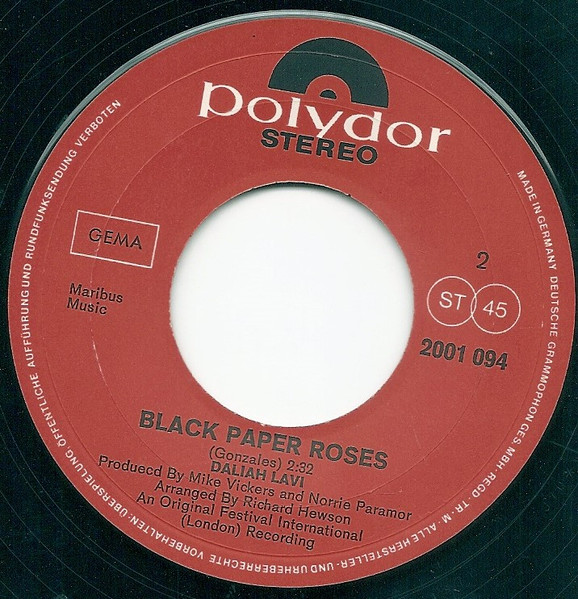 polydor
STEREO
GEMA
Maribus
Music
2
ST 45
2001 094
BLACK PAPER ROSES
(Gonzales) 2:32
DALIAH LAVI
Produecd By Mike Vickers and Norrie Paramor
Arranged By Richard Hewson
An Original Festival International
(London) Recording
MADE IN GERMANY DEUTSCHE GRAMMOPHON GES. MBH · REGD · TR · M · ALLE HERSTELLER- UND URHEBERRECHTE VORBEHALTEN · ÜBERSPIELUNG, ÖFFENTLICHE AUFFÜHRUNG UND RUNDFUNKSENDUNG VERBOTEN